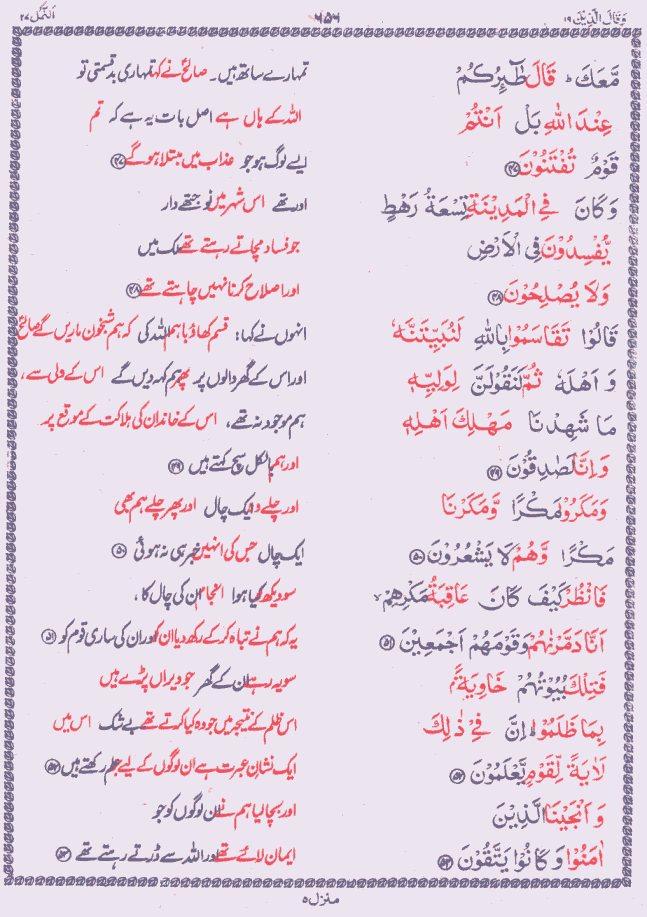 وَقَالَ الَّذِيْنَ ١٩
٤٥٤
اَلنَّمْل ٢٧
مَّعَكَ ؕ قَالَ طٰٓىِٕرُكُمْ
تمہارے ساتھ ہیں۔ صالحؑ نے کہا تمہاری بدقسمتی تو
عِنْدَ اللّٰهِ بَلْ اَنْتُمْ
اللہ کے ہاں ہے اصل بات یہ ہے کہ تم
قَوْمٌ تُفْتَنُوْنَ ﴿٤٧﴾
ایسے لوگ ہو جو عذاب میں مبتلا ہوگے ﴿٤٧﴾
وَ كَانَ فِي الْمَدِيْنَةِ تِسْعَةُ رَهْطٍ
اور تھے اس شہر میں نو جتھے دار
يُّفْسِدُوْنَ فِي الْاَرْضِ
جو فساد مچاتے رہتے تھے ملک میں
وَلَا يُصْلِحُوْنَ ﴿٤٨﴾
اور اصلاح کرنا نہیں چاہتے تھے ﴿٤٨﴾
قَالُوْا تَقَاسَمُوْا بِاللّٰهِ لَنُبَيِّتَنَّهٗ
انہوں نے کہا: قسم کھاؤ باہم اللہ کی کہ ہم شبخون ماریں گے صالحؑ
وَ اَهْلَهٗ ثُمَّ لَنَقُوْلَنَّ لِوَلِيِّهٖ
اور اس کے گھر والوں پر پھر ہم کہہ دیں گے اس کے ولی سے،
مَا شَهِدْنَا مَهْلِكَ اَهْلِهٖ
ہم موجود نہ تھے، اس کے خاندان کی ہلاکت کے موقع پر
وَاِنَّا لَصٰدِقُوْنَ ﴿٤٩﴾
اور ہم بالکل سچ کہتے ہیں ﴿٤٩﴾
وَمَكَرُوْا مَكْرًا وَّمَكَرْنَا
اور چلے وہ ایک چال اور پھر چلے ہم بھی
مَكْرًا وَّهُمْ لَا يَشْعُرُوْنَ ﴿٥٠﴾
ایک چال جس کی انہیں خبر ہی نہ ہوئی ﴿٥٠﴾
فَانْظُرْ كَيْفَ كَانَ عَاقِبَةُ مَكْرِهِمْ ۙ
سو دیکھو کیا ہوا انجام ان کی چال کا،
اَنَّا دَمَّرْنٰهُمْ وَقَوْمَهُمْ اَجْمَعِيْنَ ﴿٥١﴾
یہ کہ ہم نے تباہ کر کے رکھ دیا ان کو اور ان کی ساری قوم کو ﴿٥١﴾
فَتِلْكَ بُيُوْتُهُمْ خَاوِيَةًۢ
سو یہ رہے ان کے گھر جو ویراں پڑے ہیں
بِمَا ظَلَمُوْا ؕ اِنَّ فِيْ ذٰلِكَ
اس ظلم کے نتیجہ میں جو وہ کیا کرتے تھے بے شک اس میں
لَاٰيَةً لِّقَوْمٍ يَّعْلَمُوْنَ ﴿٥٢﴾
ایک نشان عبرت ہے ان لوگوں کے لیے جو علم رکھتے ہیں ﴿٥٢﴾
وَ اَنْجَيْنَا الَّذِيْنَ
اور بچا لیا ہم نے ان لوگوں کو جو
اٰمَنُوْا وَ كَانُوْا يَتَّقُوْنَ ﴿٥٣﴾
ایمان لائے تھے اور اللہ سے ڈرتے رہتے تھے ﴿٥٣﴾
منزل ٥